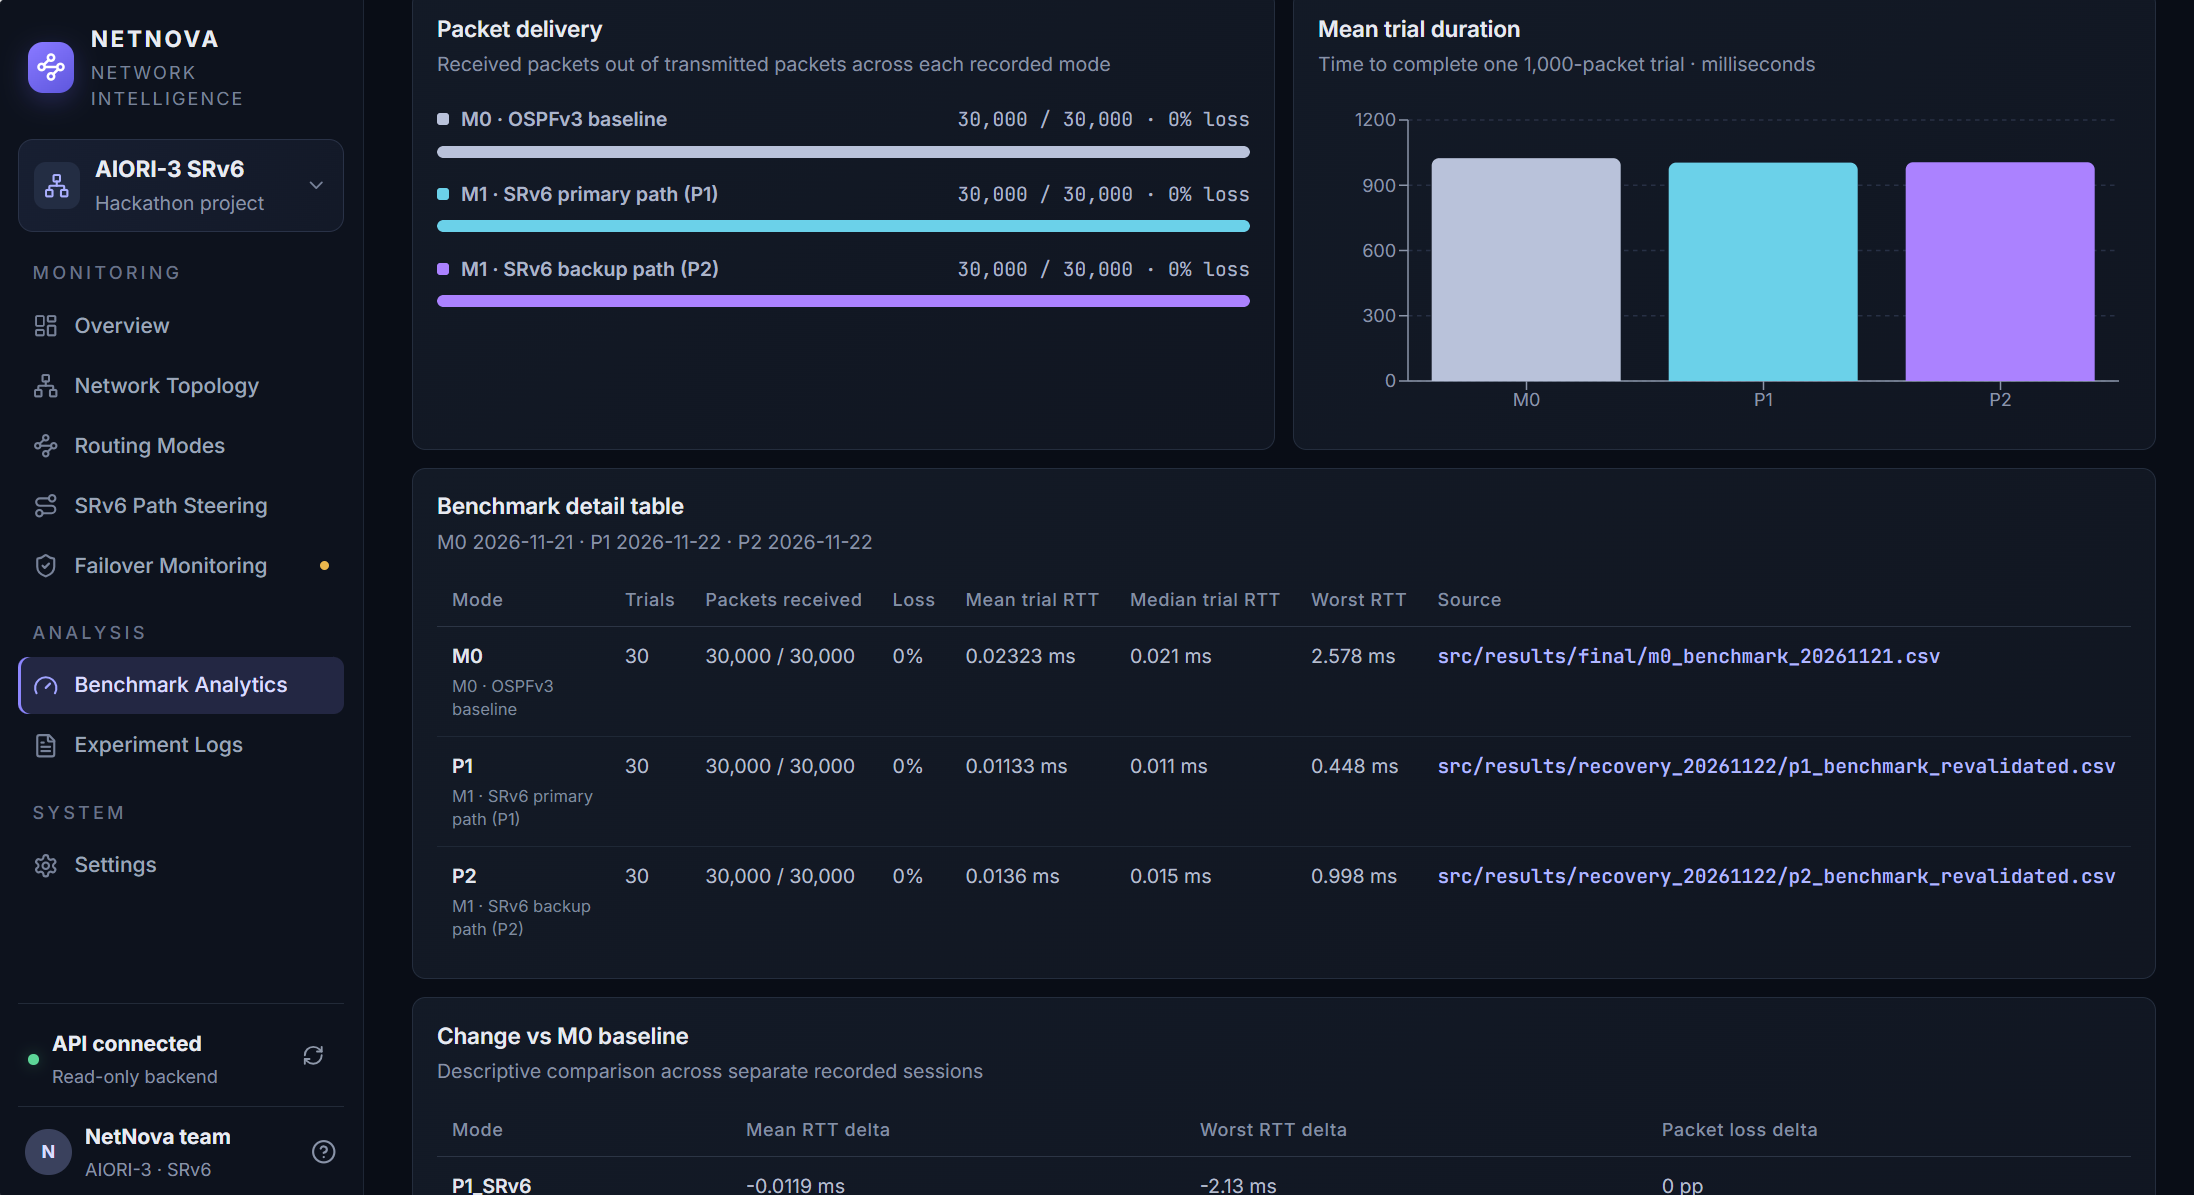 NETNOVA
NETWORK
INTELLIGENCE
AIORI-3 SRv6
Hackathon project
MONITORING
Overview
Network Topology
Routing Modes
SRv6 Path Steering
Failover Monitoring
ANALYSIS
Benchmark Analytics
Experiment Logs
SYSTEM
Settings
API connected
Read-only backend
N
NetNova team
AIORI-3 · SRv6
Packet delivery
Received packets out of transmitted packets across each recorded mode
M0 · OSPFv3 baseline 30,000 / 30,000 · 0% loss
M1 · SRv6 primary path (P1) 30,000 / 30,000 · 0% loss
M1 · SRv6 backup path (P2) 30,000 / 30,000 · 0% loss
Mean trial duration
Time to complete one 1,000-packet trial · milliseconds
1200
900
600
300
0
M0 P1 P2
Benchmark detail table
M0 2026-11-21 · P1 2026-11-22 · P2 2026-11-22
Mode Trials Packets received Loss Mean trial RTT Median trial RTT Worst RTT Source
M0 30 30,000 / 30,000 0% 0.02323 ms 0.021 ms 2.578 ms src/results/final/m0_benchmark_20261121.csv
M0 · OSPFv3
baseline
P1 30 30,000 / 30,000 0% 0.01133 ms 0.011 ms 0.448 ms src/results/recovery_20261122/p1_benchmark_revalidated.csv
M1 · SRv6 primary
path (P1)
P2 30 30,000 / 30,000 0% 0.0136 ms 0.015 ms 0.998 ms src/results/recovery_20261122/p2_benchmark_revalidated.csv
M1 · SRv6 backup
path (P2)
Change vs M0 baseline
Descriptive comparison across separate recorded sessions
Mode Mean RTT delta Worst RTT delta Packet loss delta
P1_SRv6 -0.0119 ms -2.13 ms 0 pp